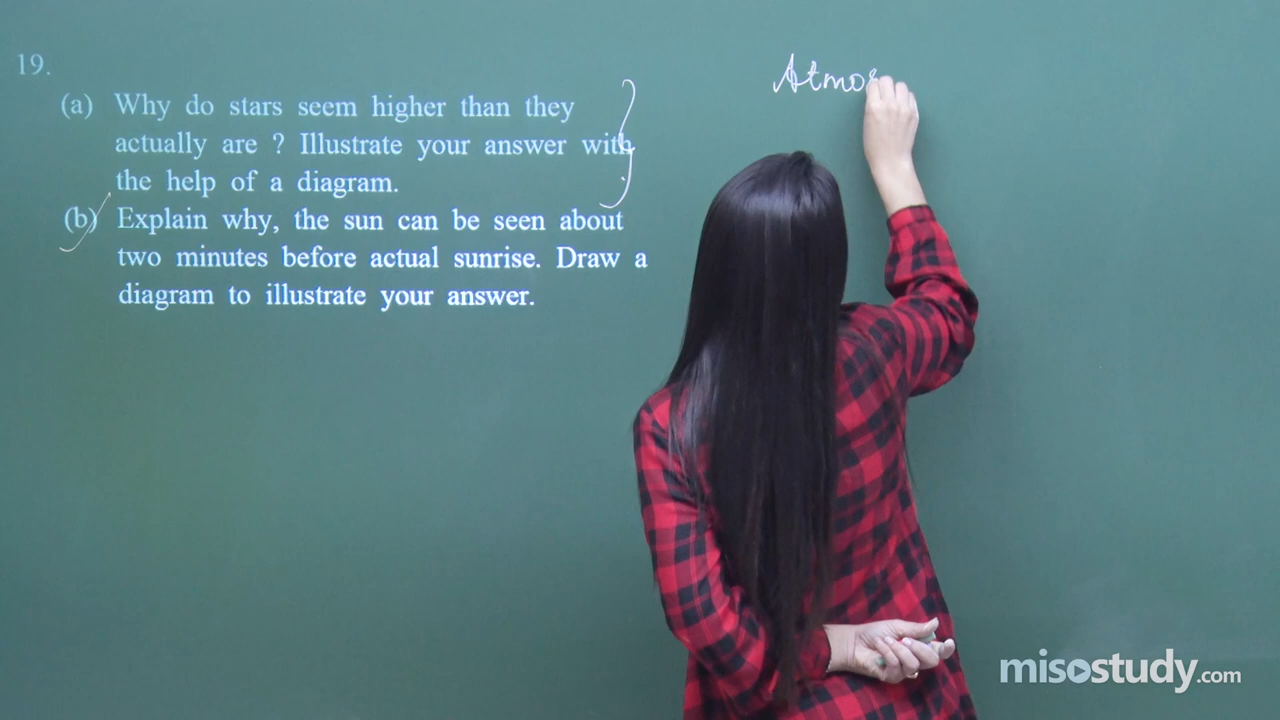 19.
(a) Why do stars seem higher than they
actually are ? Illustrate your answer with
the help of a diagram.
(b) Explain why, the sun can be seen about
two minutes before actual sunrise. Draw a
diagram to illustrate your answer.
Atmos
misostudy.com